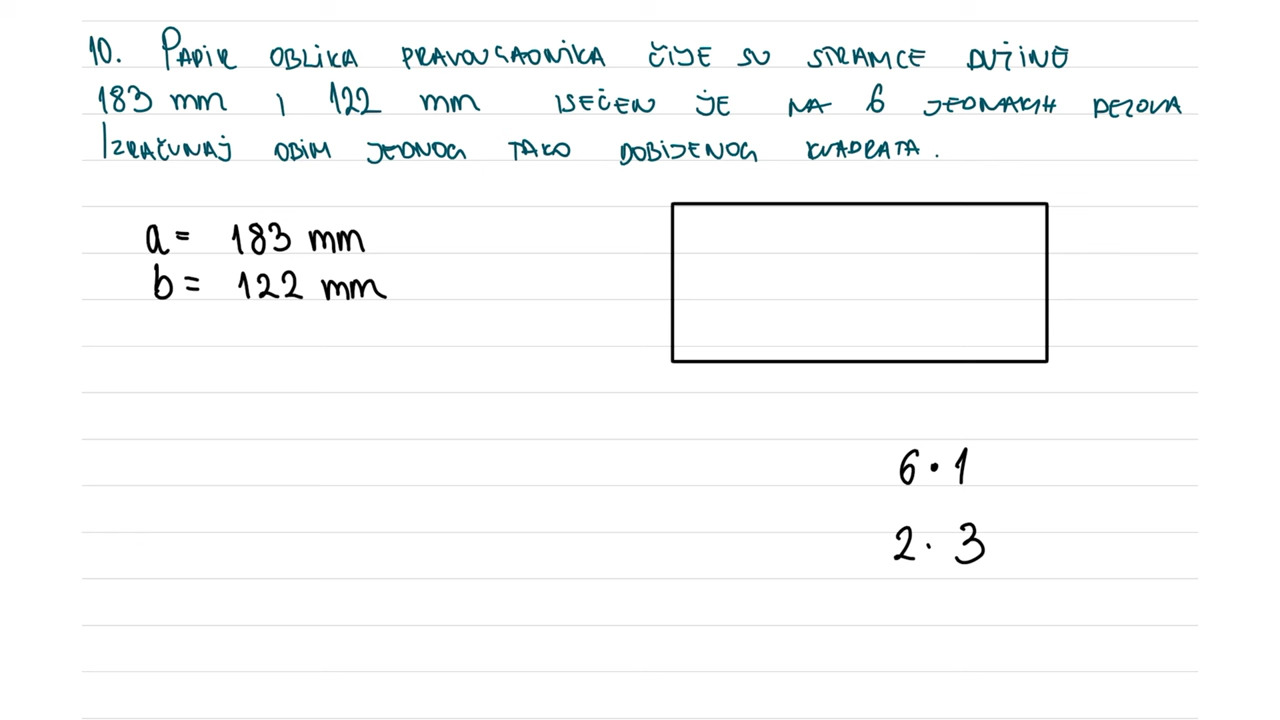 10. PAPIR OBLIKA PRAVOUGAONIKA ČIJE SU STRANICE DUŽINE
183 mm I 122 mm ISEČEN JE NA 6 JEDNAKIH DELOVA
IZRAČUNAJ OBIM JEDNOG TAKO DOBIJENOG KVADRATA.
a = 183 mm
b = 122 mm
6 · 1
2 · 3